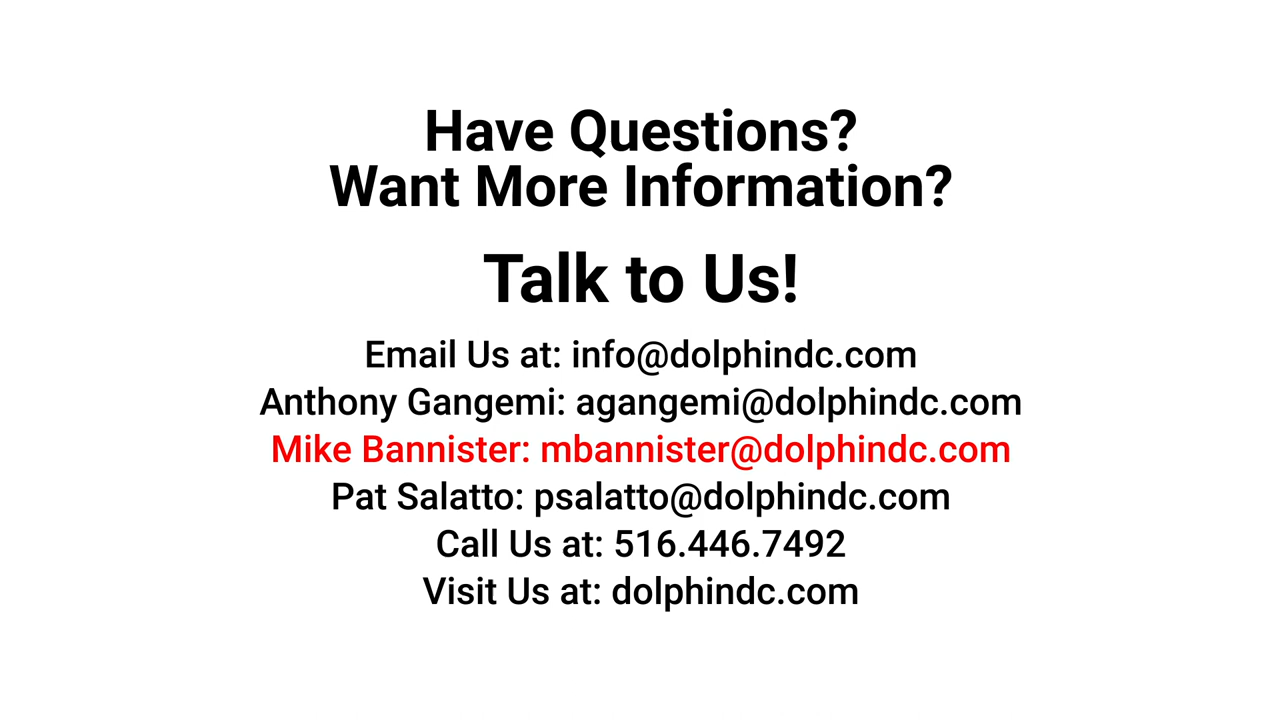 Have Questions?
Want More Information?
Talk to Us!
Email Us at: info@dolphindc.com
Anthony Gangemi: agangemi@dolphindc.com
Mike Bannister: mbannister@dolphindc.com
Pat Salatto: psalatto@dolphindc.com
Call Us at: 516.446.7492
Visit Us at: dolphindc.com